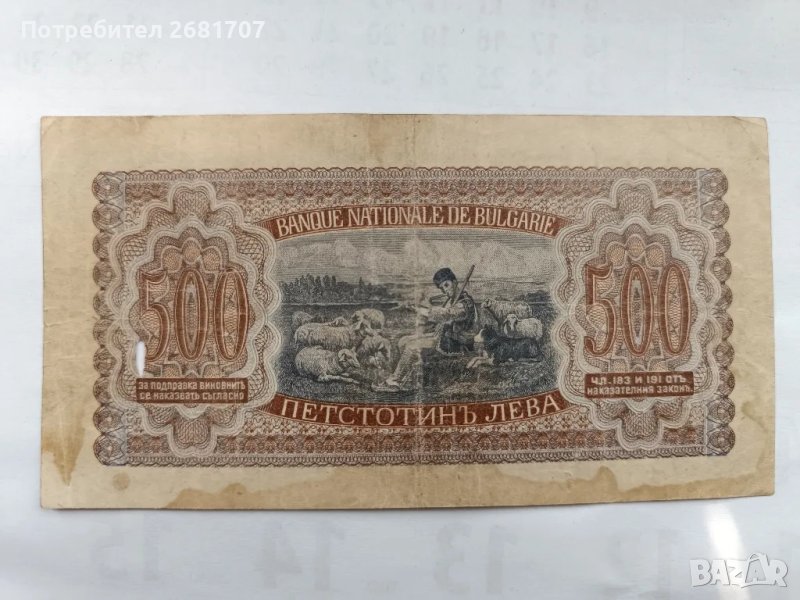 Потребител 2681707
BANQUE NATIONALE DE BULGARIE
500
500
за подправка виновнитѣ
се наказватъ съгласно
чл. 183 и 191 отъ
наказателния законъ.
ПЕТСТОТИНЪ ЛЕВА
BAZAR